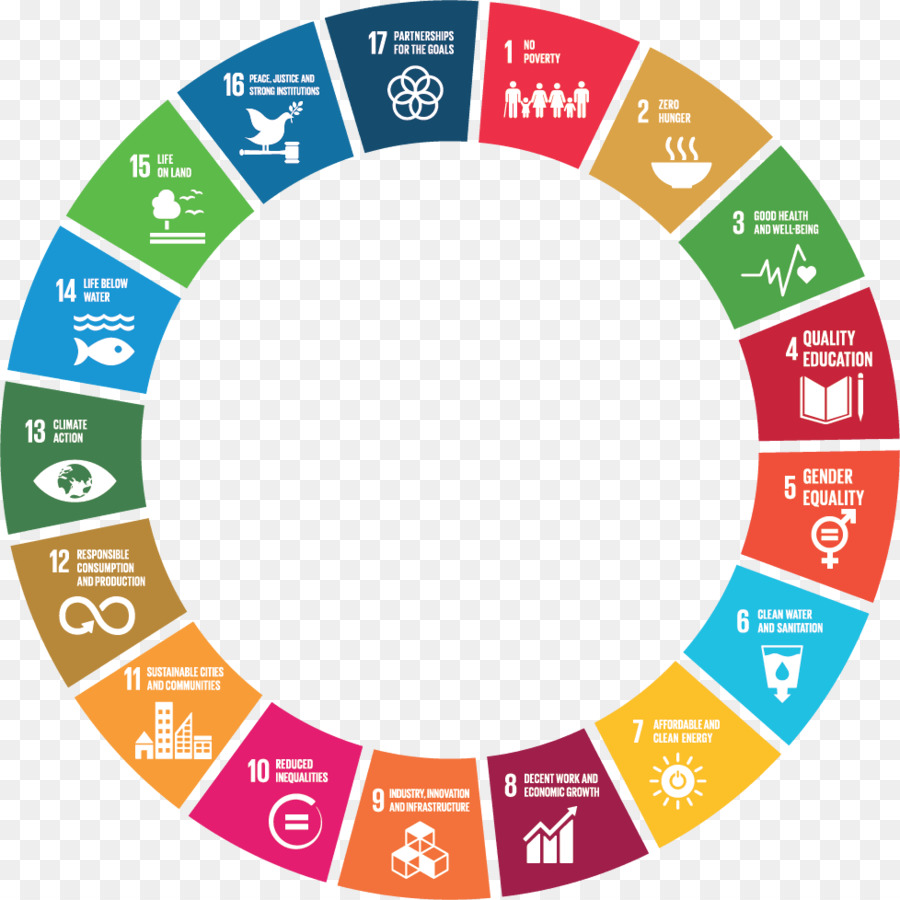 1 NO
POVERTY
2 ZERO
HUNGER
3 GOOD HEALTH
AND WELL-BEING
4 QUALITY
EDUCATION
5 GENDER
EQUALITY
6 CLEAN WATER
AND SANITATION
7 AFFORDABLE AND
CLEAN ENERGY
8 DECENT WORK AND
ECONOMIC GROWTH
9 INDUSTRY, INNOVATION
AND INFRASTRUCTURE
10 REDUCED
INEQUALITIES
11 SUSTAINABLE CITIES
AND COMMUNITIES
12 RESPONSIBLE
CONSUMPTION
AND PRODUCTION
13 CLIMATE
ACTION
14 LIFE BELOW
WATER
15 LIFE
ON LAND
16 PEACE, JUSTICE AND
STRONG INSTITUTIONS
17 PARTNERSHIPS
FOR THE GOALS